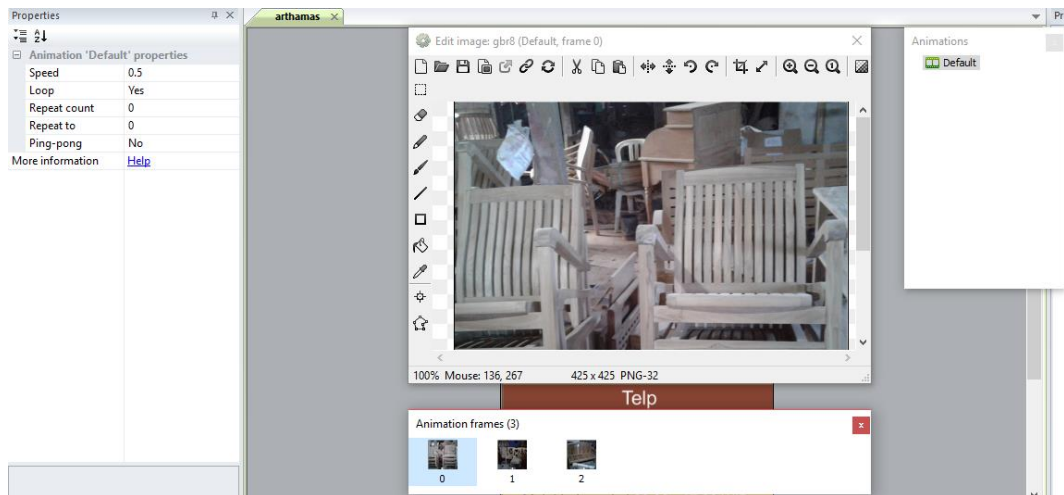 Properties
Animation 'Default' properties
Speed 0.5
Loop Yes
Repeat count 0
Repeat to 0
Ping-pong No
More information Help
arthamas
Edit image: gbr8 (Default, frame 0)
100% Mouse: 136, 267 425 x 425 PNG-32
Telp
Animation frames (3)
0 1 2
Animations
Default
Pr